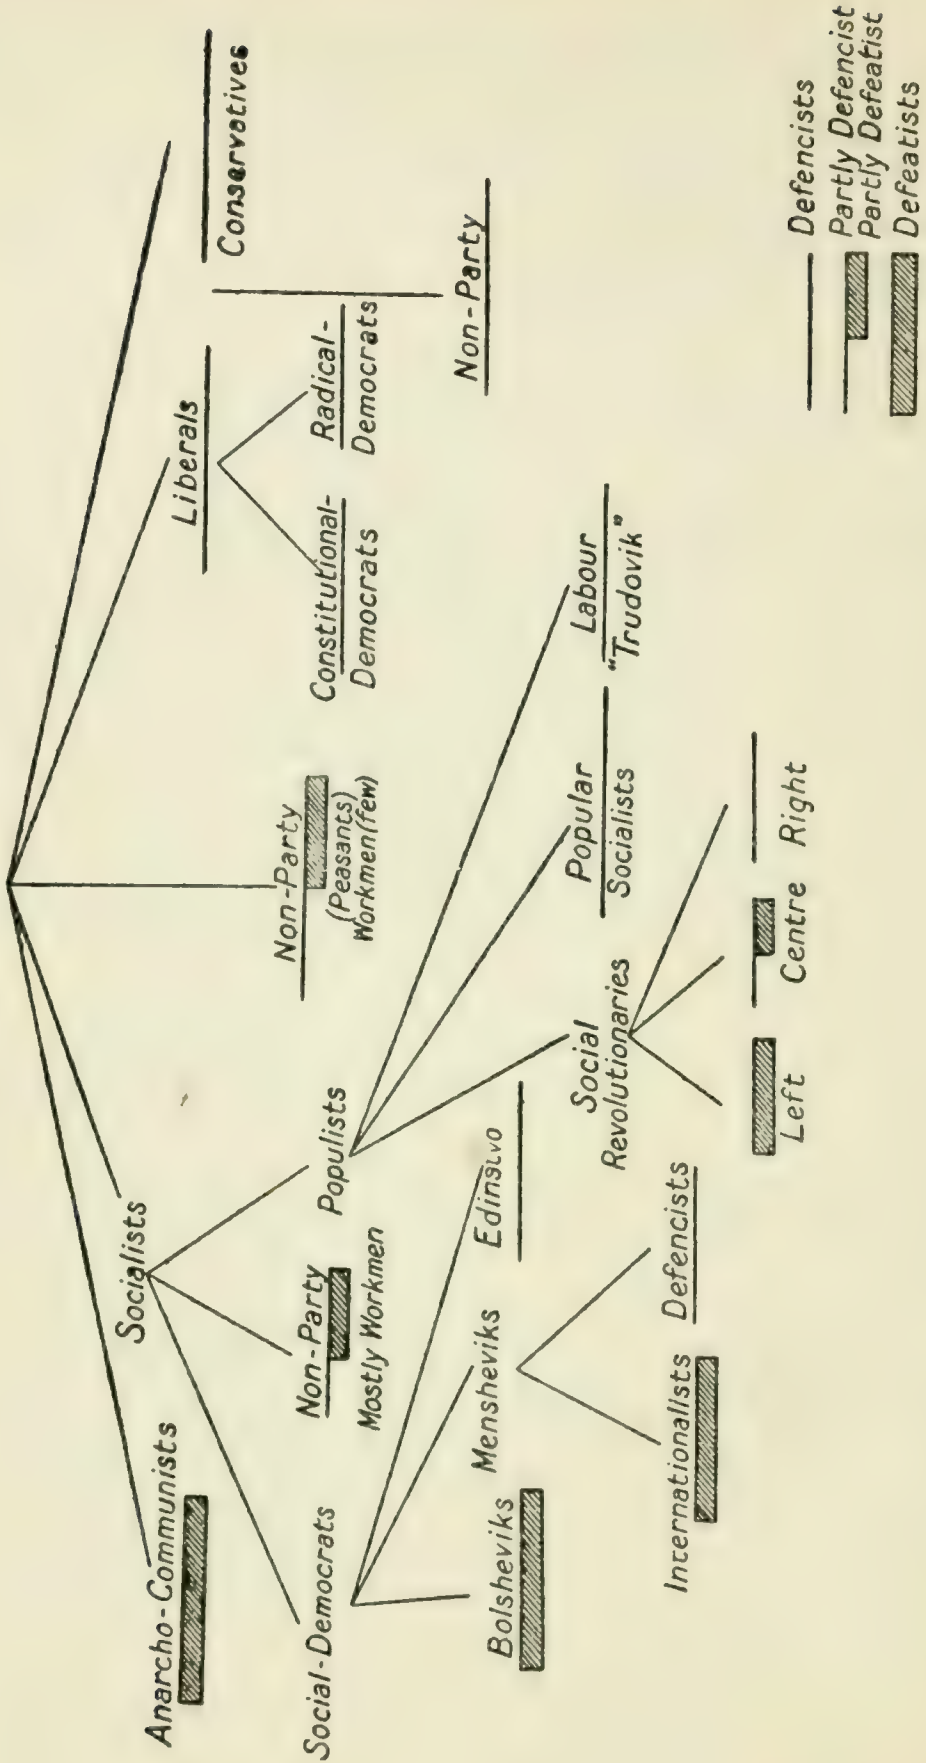 Anarcho-Communists
Socialists
Non-Party
(Peasants)
Workmen(few)
Liberals
Conservatives
Social-Democrats
Non-Party
Mostly Workmen
Populists
Constitutional-
Democrats
Radical-
Democrats
Non-Party
Bolsheviks
Mensheviks
Edinstvo
Social
Revolutionaries
Popular
Socialists
Labour
"Trudovik"
Internationalists
Defencists
Left
Centre
Right
Defencists
Partly Defencist
Partly Defeatist
Defeatists